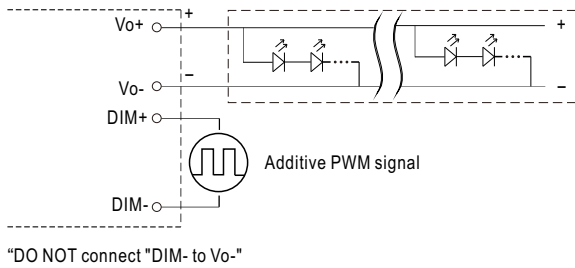 Vo+ + +
Vo- – –
DIM+
Additive PWM signal
DIM-
“DO NOT connect "DIM- to Vo-"